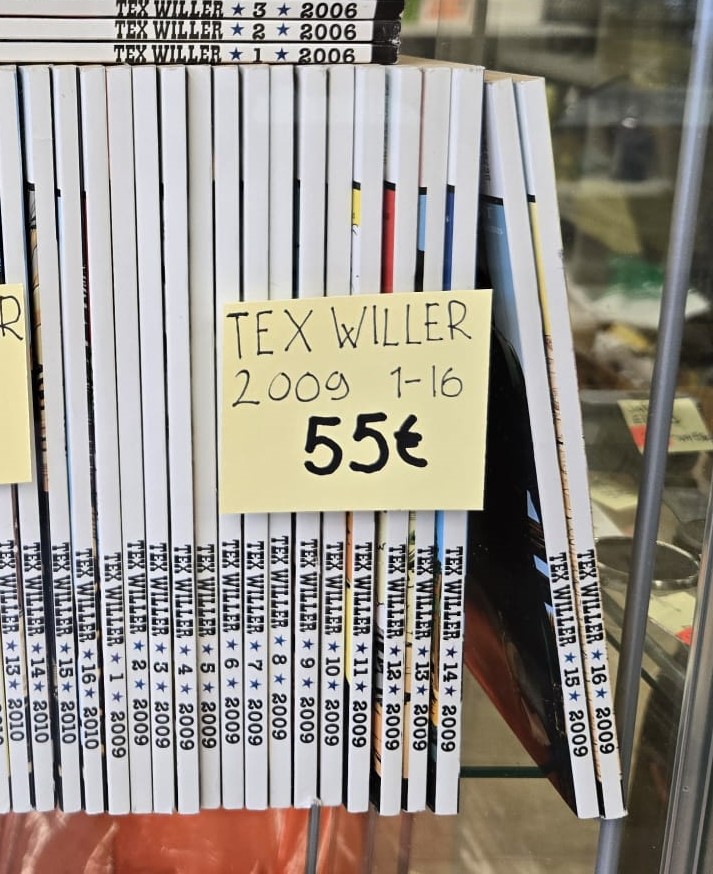 TEX WILLER ★ 3 ★ 2006
TEX WILLER ★ 2 ★ 2006
TEX WILLER ★ 1 ★ 2006
R
TEX WILLER
2009 1-16
55€
TEX WILLER ★ 13 ★ 2010
TEX WILLER ★ 14 ★ 2010
TEX WILLER ★ 15 ★ 2010
TEX WILLER ★ 16 ★ 2010
TEX WILLER ★ 1 ★ 2009
TEX WILLER ★ 2 ★ 2009
TEX WILLER ★ 3 ★ 2009
TEX WILLER ★ 4 ★ 2009
TEX WILLER ★ 5 ★ 2009
TEX WILLER ★ 6 ★ 2009
TEX WILLER ★ 7 ★ 2009
TEX WILLER ★ 8 ★ 2009
TEX WILLER ★ 9 ★ 2009
TEX WILLER ★ 10 ★ 2009
TEX WILLER ★ 11 ★ 2009
TEX WILLER ★ 12 ★ 2009
TEX WILLER ★ 13 ★ 2009
TEX WILLER ★ 14 ★ 2009
TEX WILLER ★ 15 ★ 2009
TEX WILLER ★ 16 ★ 2009